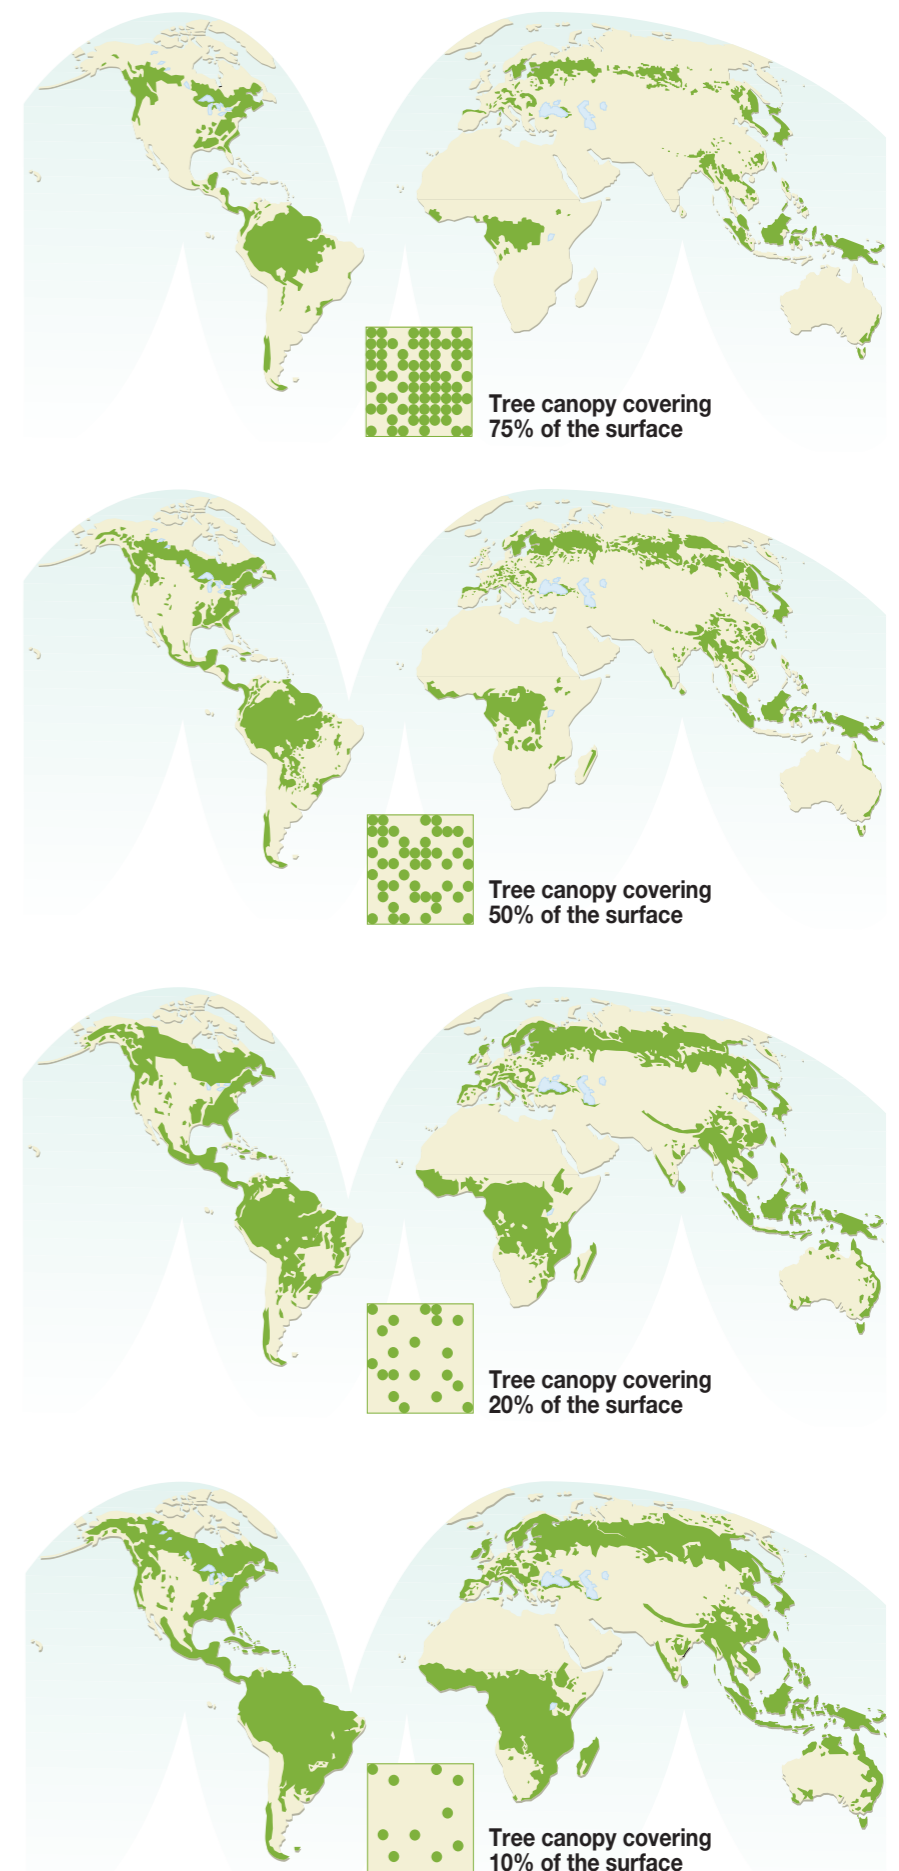 Tree canopy covering
75% of the surface
Tree canopy covering
50% of the surface
Tree canopy covering
20% of the surface
Tree canopy covering
10% of the surface